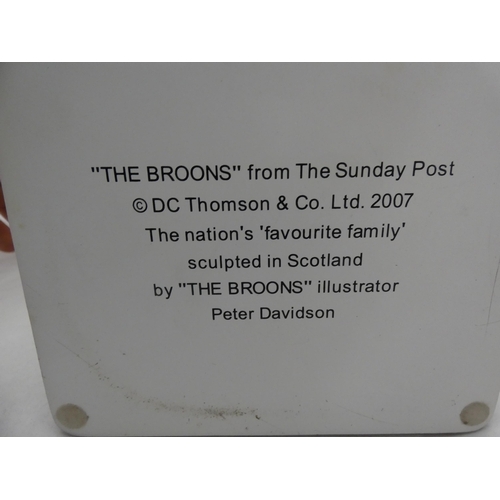 "THE BROONS" from The Sunday Post
© DC Thomson & Co. Ltd. 2007
The nation's 'favourite family'
sculpted in Scotland
by "THE BROONS" illustrator
Peter Davidson